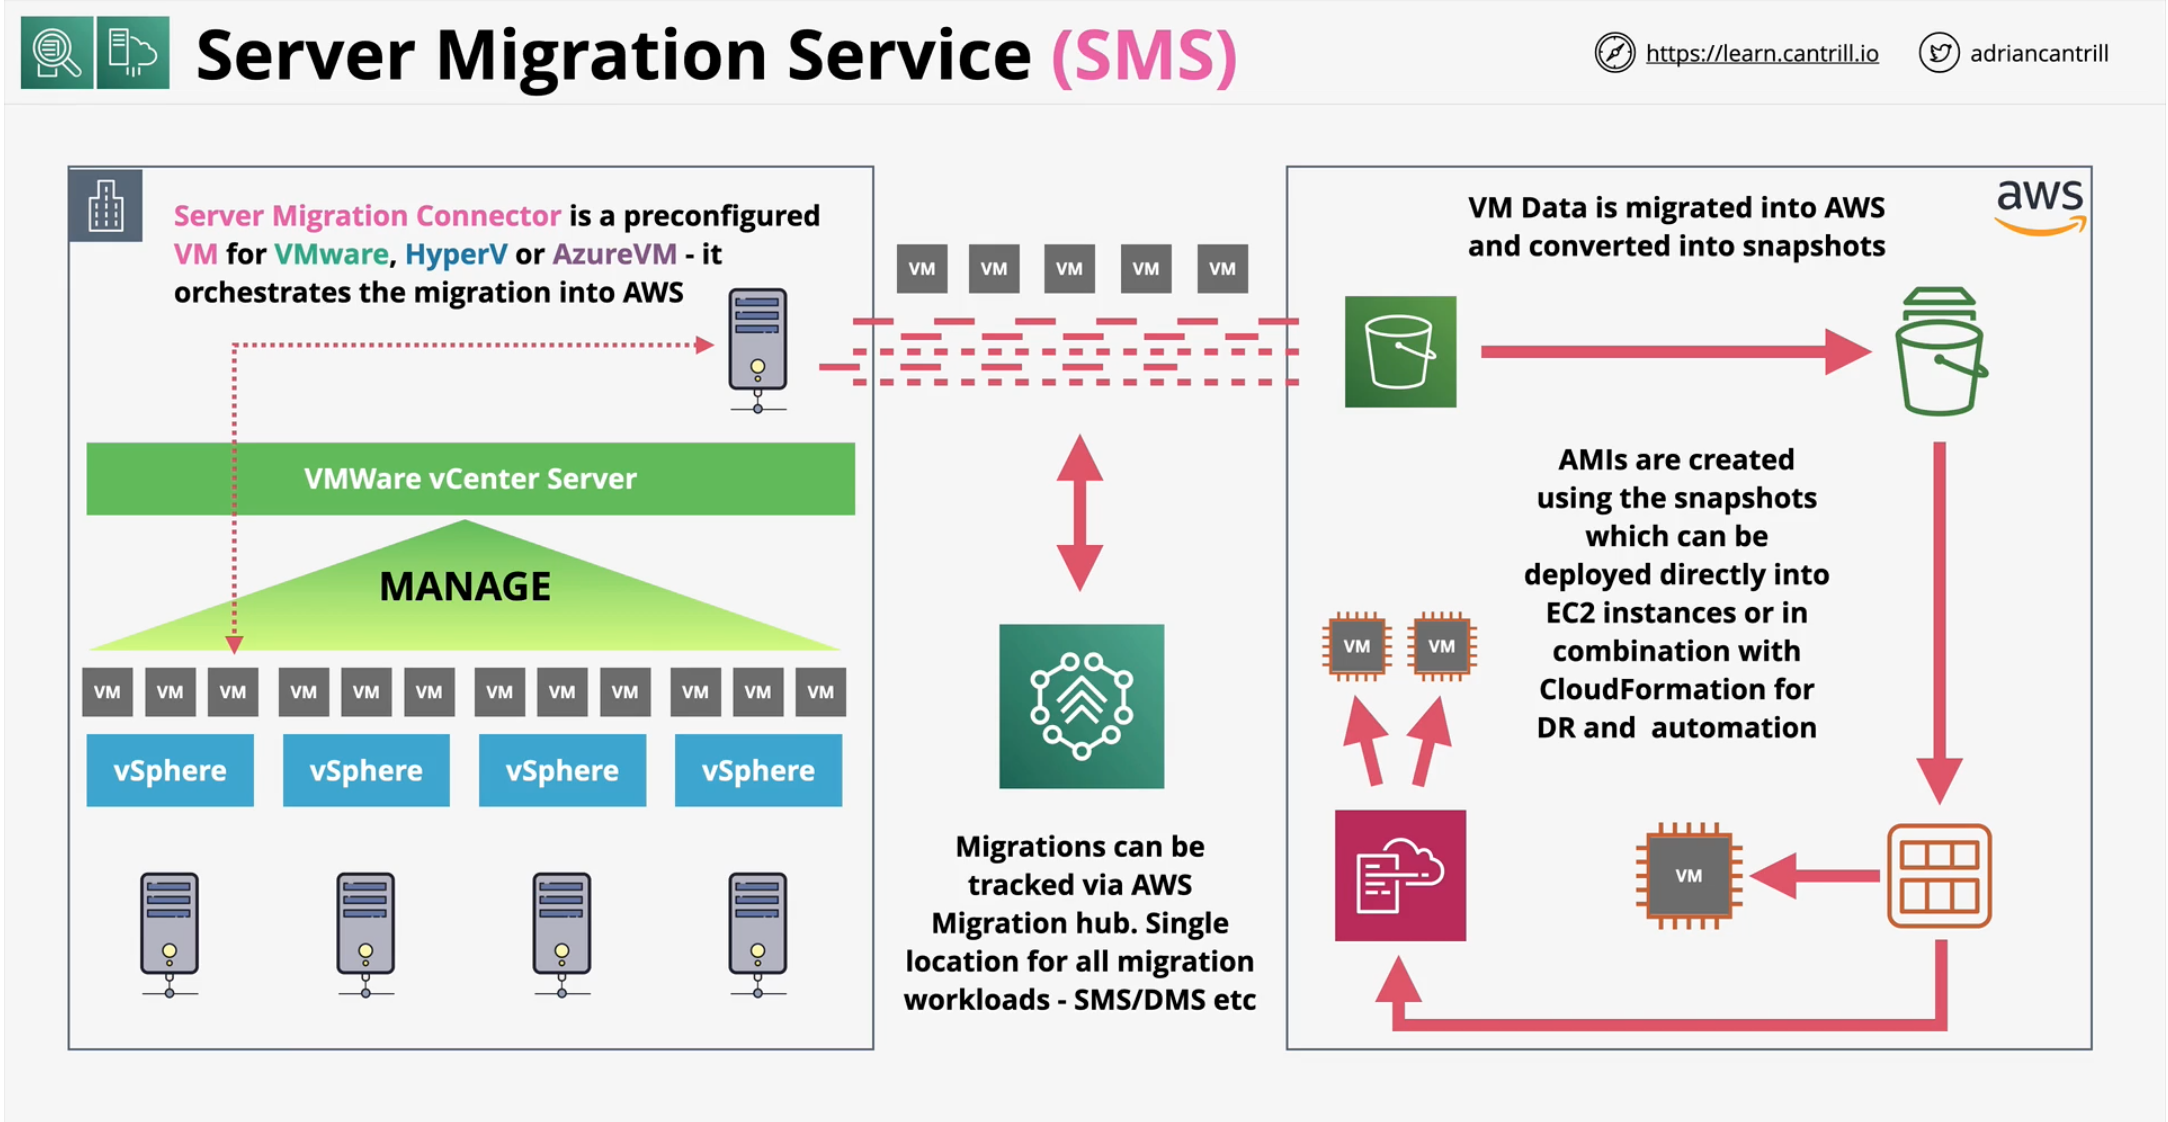 Server Migration Service (SMS)
https://learn.cantrill.io
adriancantrill
Server Migration Connector is a preconfigured
VM for VMware, HyperV or AzureVM - it
orchestrates the migration into AWS
VMWare vCenter Server
MANAGE
VM VM VM VM VM VM VM VM VM VM VM VM
vSphere vSphere vSphere vSphere
VM VM VM VM VM
Migrations can be
tracked via AWS
Migration hub. Single
location for all migration
workloads - SMS/DMS etc
aws
VM Data is migrated into AWS
and converted into snapshots
AMIs are created
using the snapshots
which can be
deployed directly into
EC2 instances or in
combination with
CloudFormation for
DR and automation
VM VM
VM